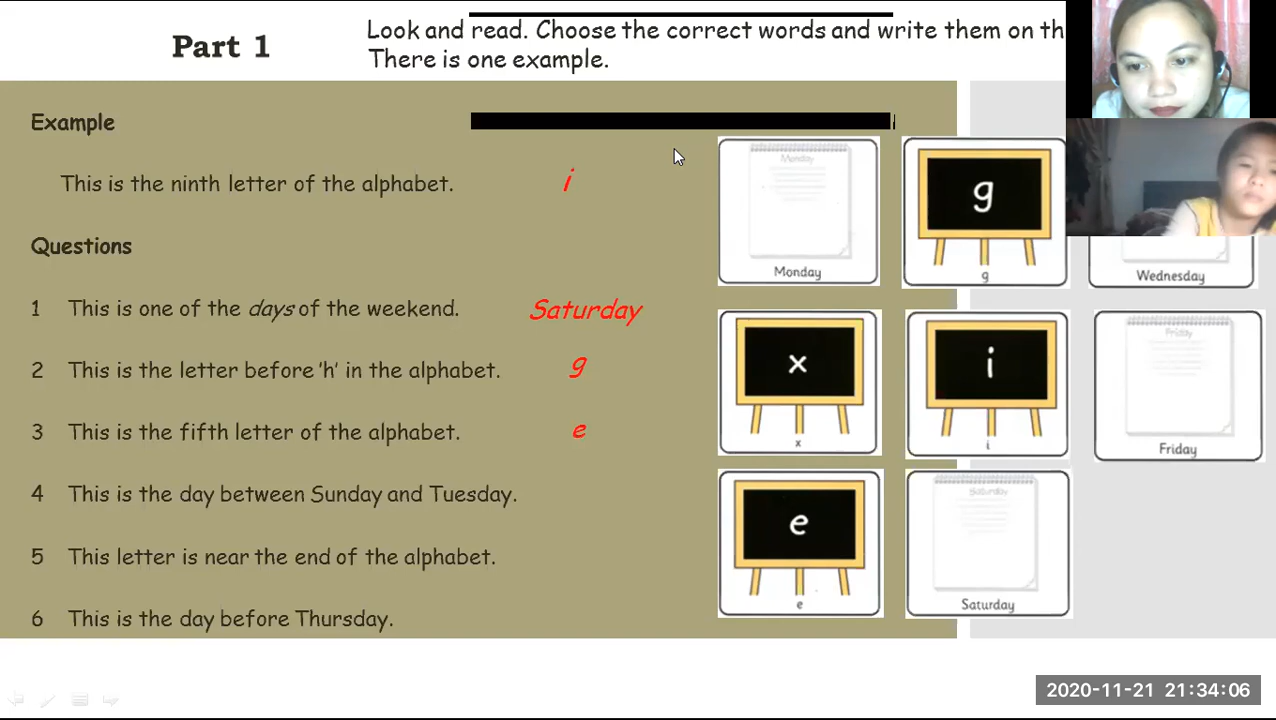 Part 1
Look and read. Choose the correct words and write them on th
There is one example.
Example
This is the ninth letter of the alphabet. i
Questions
1 This is one of the days of the weekend. Saturday
2 This is the letter before 'h' in the alphabet. g
3 This is the fifth letter of the alphabet. e
4 This is the day between Sunday and Tuesday.
5 This letter is near the end of the alphabet.
6 This is the day before Thursday.
Monday
Monday
g
g
Wednesday
x
x
i
i
Friday
Friday
e
e
Saturday
Saturday
2020-11-21 21:34:06